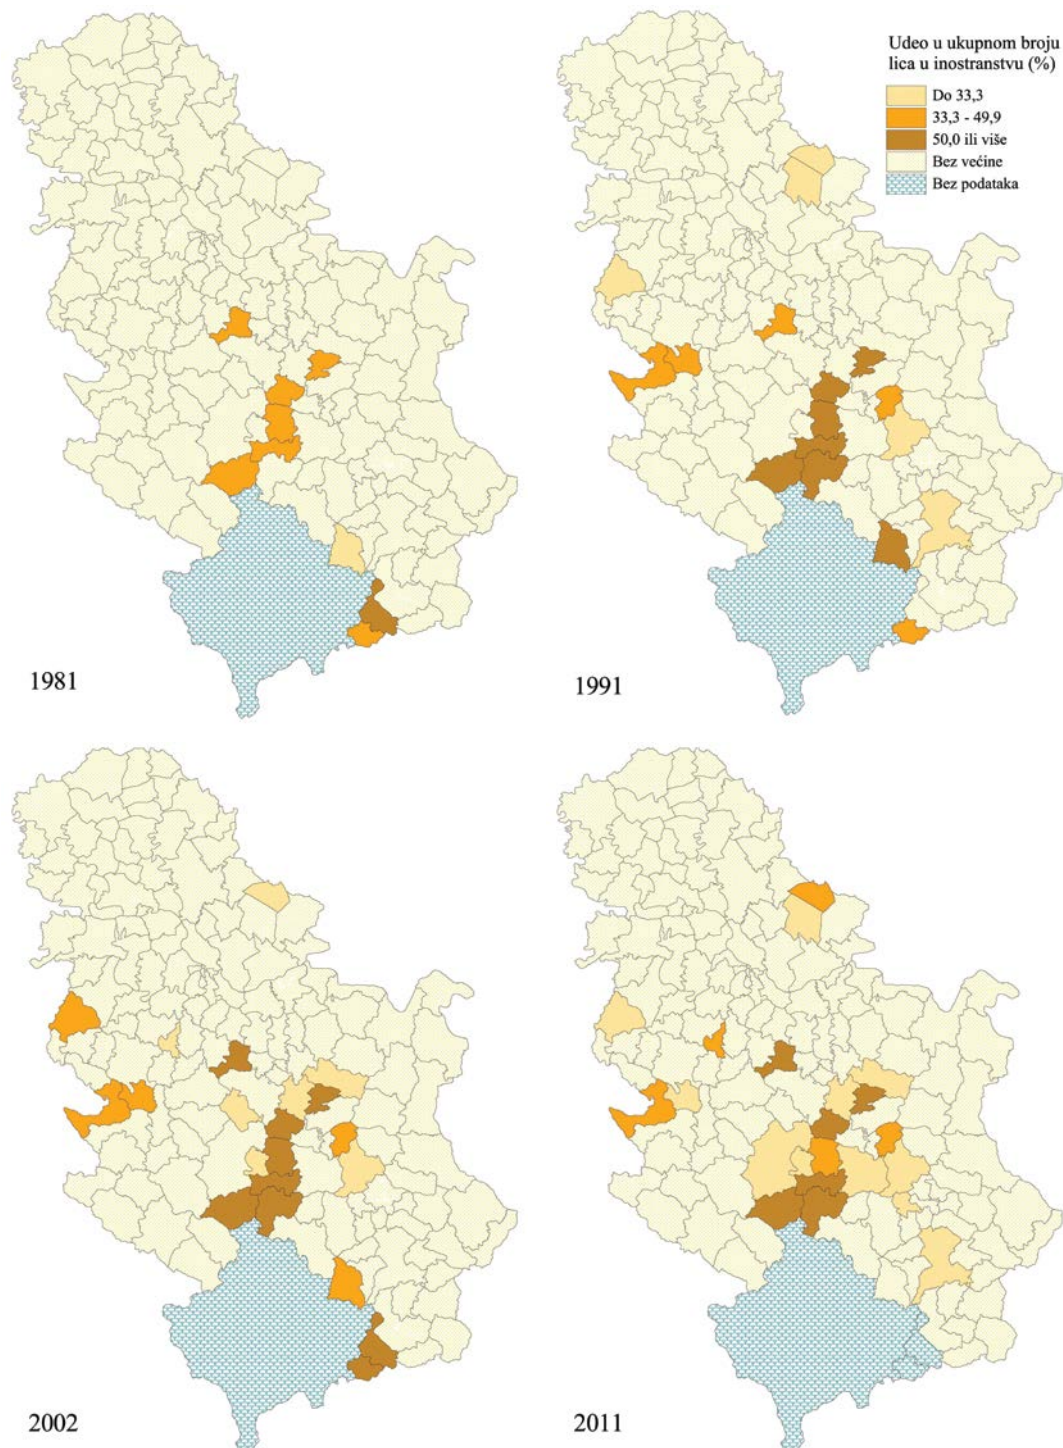 Udeo u ukupnom broju
lica u inostranstvu (%)
Do 33,3
33,3 - 49,9
50,0 ili više
Bez većine
Bez podataka
1981
1991
2002
2011